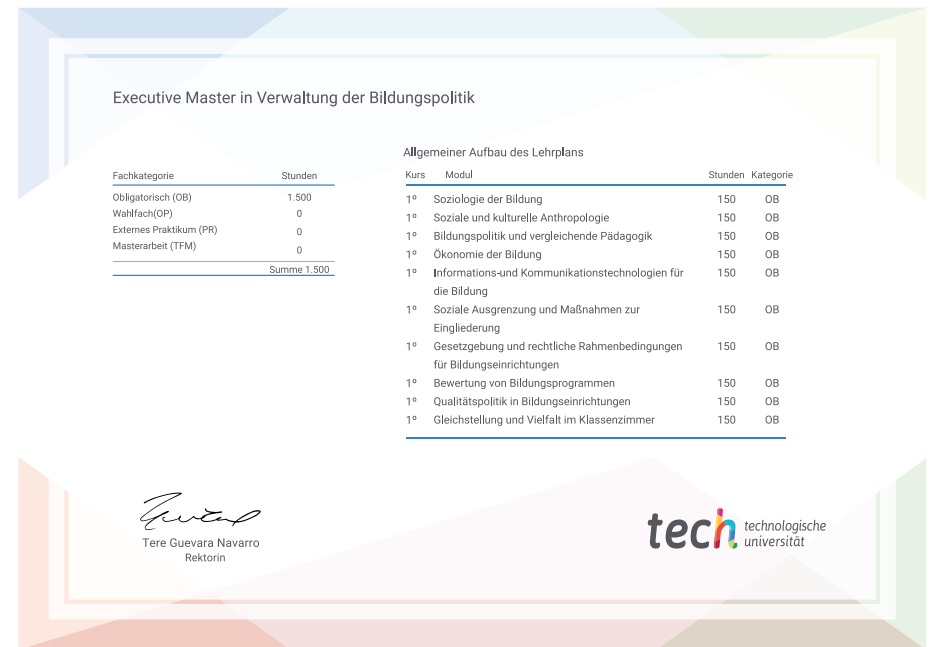 Executive Master in Verwaltung der Bildungspolitik
Fachkategorie Stunden
Obligatorisch (OB) 1.500
Wahlfach(OP) 0
Externes Praktikum (PR) 0
Masterarbeit (TFM) 0
Summe 1.500
Allgemeiner Aufbau des Lehrplans
Kurs Modul Stunden Kategorie
1º Soziologie der Bildung 150 OB
1º Soziale und kulturelle Anthropologie 150 OB
1º Bildungspolitik und vergleichende Pädagogik 150 OB
1º Ökonomie der Bildung 150 OB
1º Informations-und Kommunikationstechnologien für 150 OB
die Bildung
1º Soziale Ausgrenzung und Maßnahmen zur 150 OB
Eingliederung
1º Gesetzgebung und rechtliche Rahmenbedingungen 150 OB
für Bildungseinrichtungen
1º Bewertung von Bildungsprogrammen 150 OB
1º Qualitätspolitik in Bildungseinrichtungen 150 OB
1º Gleichstellung und Vielfalt im Klassenzimmer 150 OB
Tere Guevara Navarro
Rektorin
tech technologische
universität